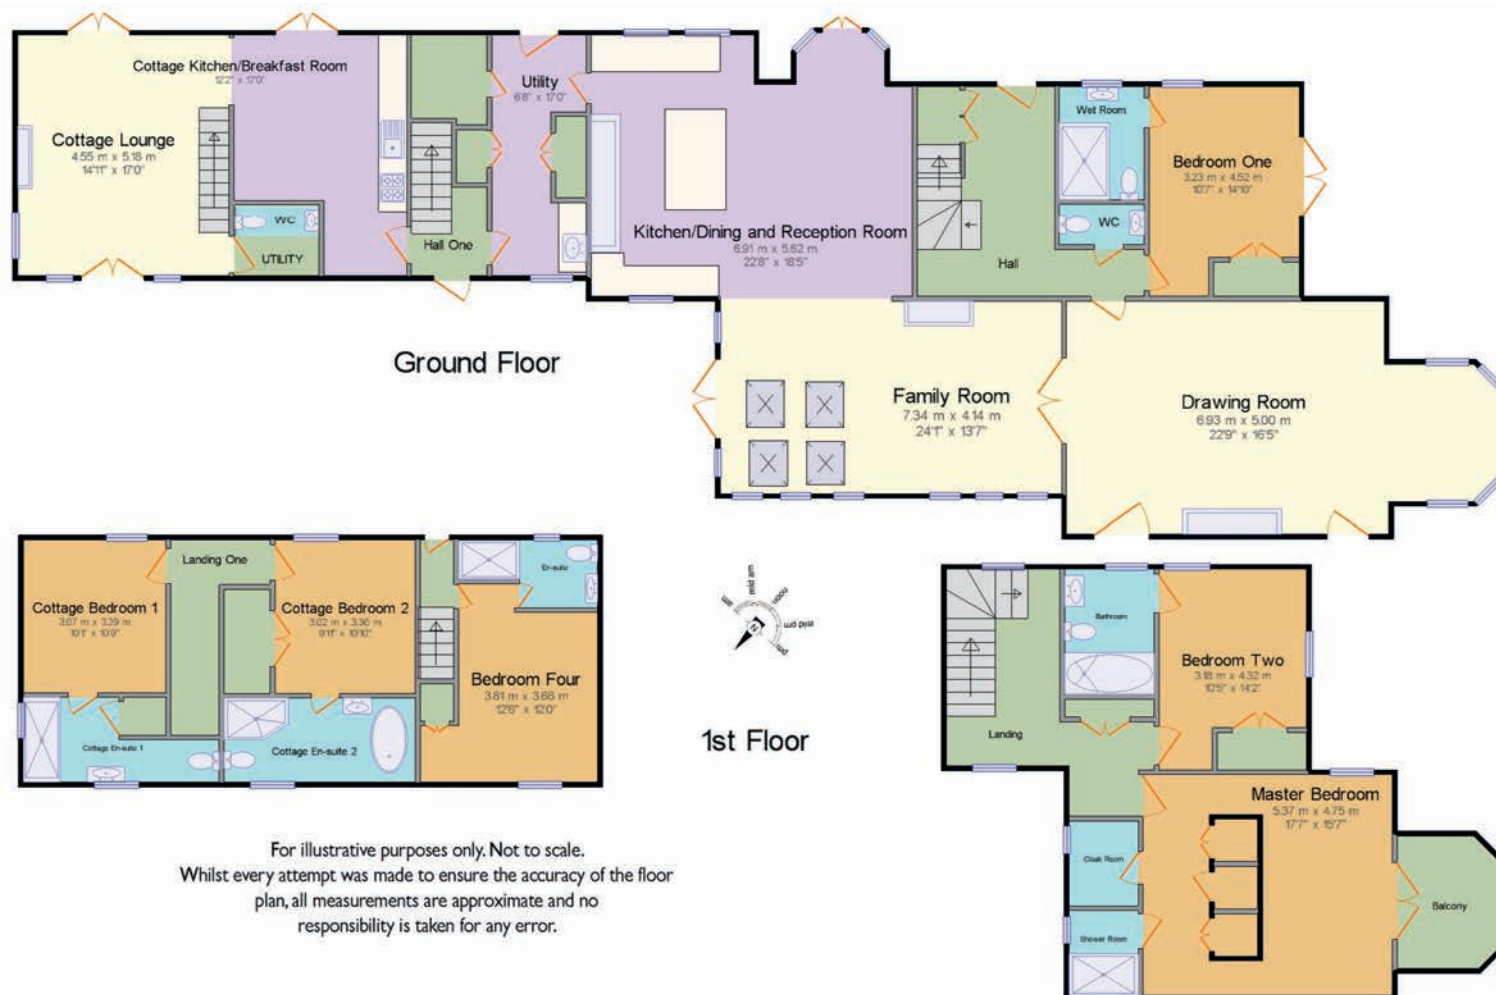 Cottage Kitchen/Breakfast Room
12'2" x 17'0"
Cottage Lounge
4.55 m x 5.18 m
14'11" x 17'0"
WC
UTILITY
Hall One
Utility
6'8" x 17'0"
Kitchen/Dining and Reception Room
6.91 m x 5.62 m
22'8" x 18'5"
Hall
Wet Room
WC
Bedroom One
3.23 m x 4.52 m
10'7" x 14'10"
Ground Floor
Family Room
7.34 m x 4.14 m
24'1" x 13'7"
Drawing Room
6.93 m x 5.00 m
22'9" x 16'5"
Landing One
Cottage Bedroom 1
3.07 m x 3.29 m
10'1" x 10'9"
Cottage Bedroom 2
3.02 m x 3.30 m
9'11" x 10'10"
En-suite
Bedroom Four
3.81 m x 3.66 m
12'6" x 12'0"
Cottage En-suite 1
Cottage En-suite 2
am
mid am
noon
mid pm
pm
N
1st Floor
Landing
Bathroom
Bedroom Two
3.18 m x 4.32 m
10'5" x 14'2"
Master Bedroom
5.37 m x 4.75 m
17'7" x 15'7"
Cloak Room
Shower Room
Balcony
For illustrative purposes only. Not to scale.
Whilst every attempt was made to ensure the accuracy of the floor
plan, all measurements are approximate and no
responsibility is taken for any error.